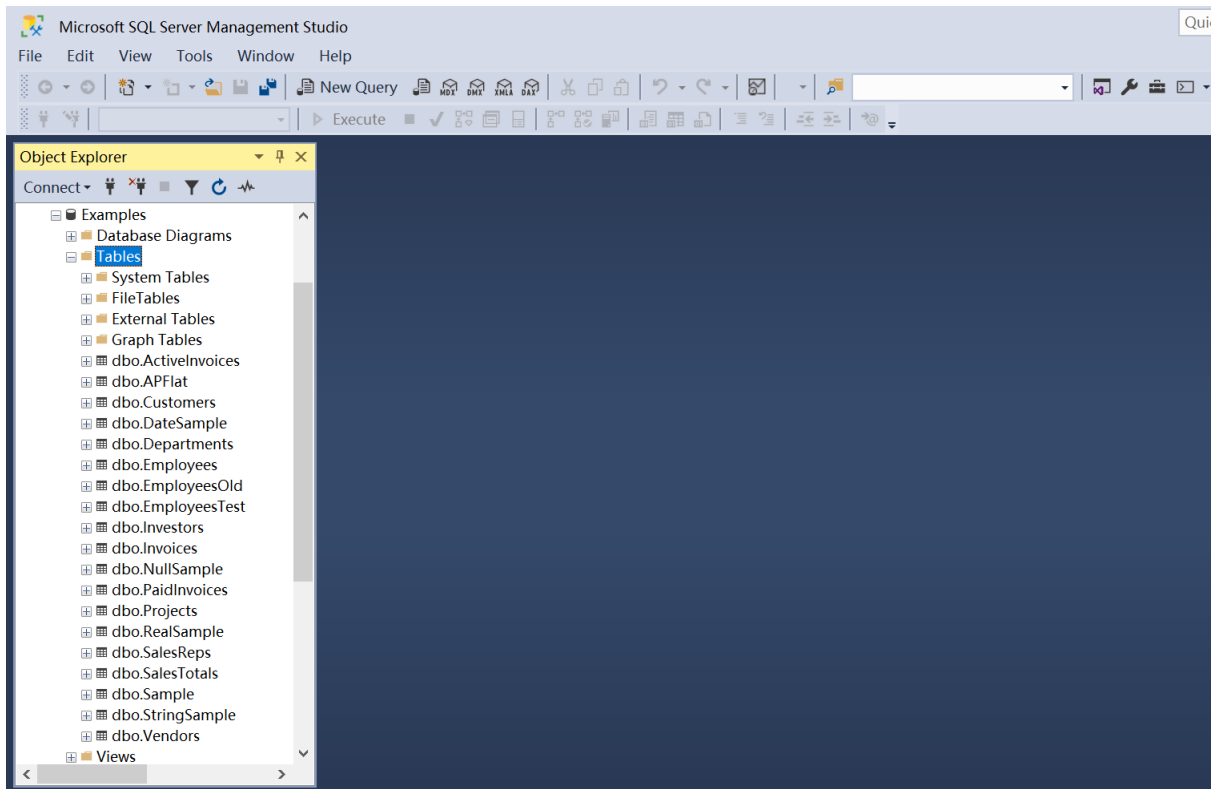 Microsoft SQL Server Management Studio
Qui
File Edit View Tools Window Help
New Query MDX DMX XMLA DAX
Execute
Object Explorer
Connect
Examples
Database Diagrams
Tables
System Tables
FileTables
External Tables
Graph Tables
dbo.ActiveInvoices
dbo.APFlat
dbo.Customers
dbo.DateSample
dbo.Departments
dbo.Employees
dbo.EmployeesOld
dbo.EmployeesTest
dbo.Investors
dbo.Invoices
dbo.NullSample
dbo.PaidInvoices
dbo.Projects
dbo.RealSample
dbo.SalesReps
dbo.SalesTotals
dbo.Sample
dbo.StringSample
dbo.Vendors
Views